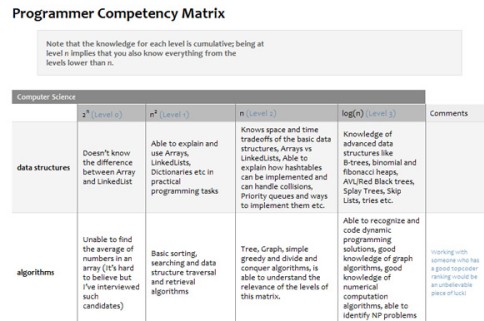 Programmer Competency Matrix
Note that the knowledge for each level is cumulative; being at
level n implies that you also know everything from the
levels lower than n.
Computer Science
2ⁿ (Level 0)
n² (Level 1)
n (Level 2)
log(n) (Level 3)
Comments
data structures
Doesn't know
the difference
between Array
and LinkedList
Able to explain and
use Arrays,
LinkedLists,
Dictionaries etc in
practical
programming tasks
Knows space and time
tradeoffs of the basic data
structures, Arrays vs
LinkedLists, Able to
explain how hashtables
can be implemented and
can handle collisions,
Priority queues and ways
to implement them etc.
Knowledge of
advanced data
structures like
B-trees, binomial and
fibonacci heaps,
AVL/Red Black trees,
Splay Trees, Skip
Lists, tries etc.
algorithms
Unable to find
the average of
numbers in an
array (It's hard
to believe but
I've interviewed
such
candidates)
Basic sorting,
searching and data
structure traversal
and retrieval
algorithms
Tree, Graph, simple
greedy and divide and
conquer algorithms, is
able to understand the
relevance of the levels of
this matrix.
Able to recognize and
code dynamic
programming
solutions, good
knowledge of graph
algorithms, good
knowledge of
numerical
computation
algorithms, able to
identify NP problems
Working with
someone who has
a good topcoder
ranking would be
an unbelievable
piece of luck!